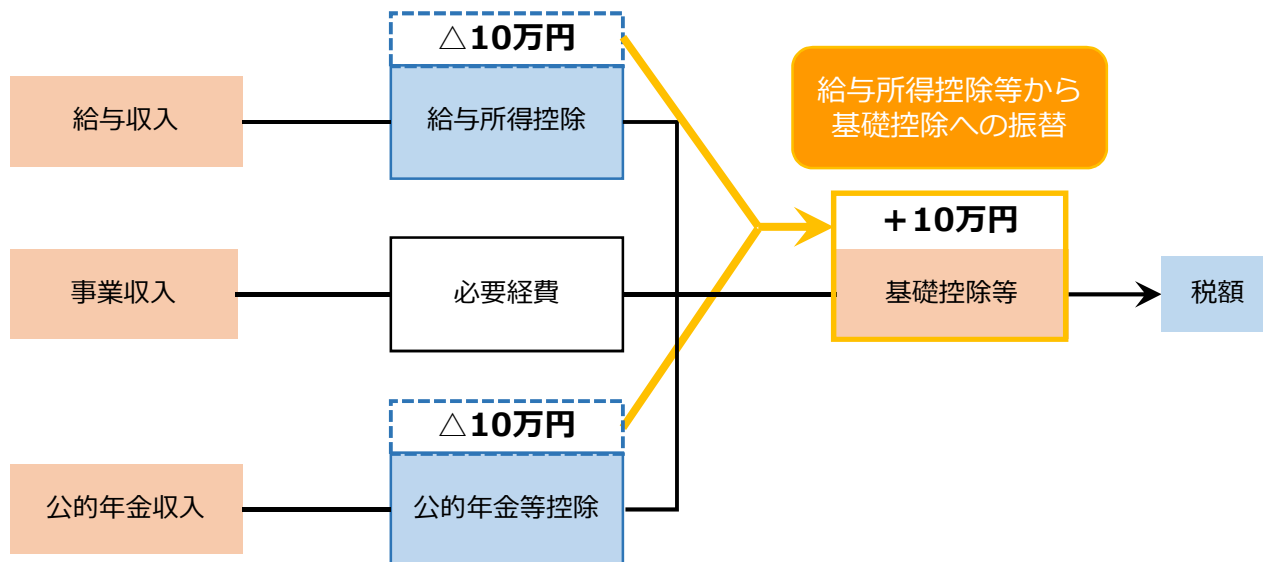 △10万円
給与収入
給与所得控除
給与所得控除等から
基礎控除への振替
+10万円
事業収入
必要経費
基礎控除等
税額
△10万円
公的年金収入
公的年金等控除